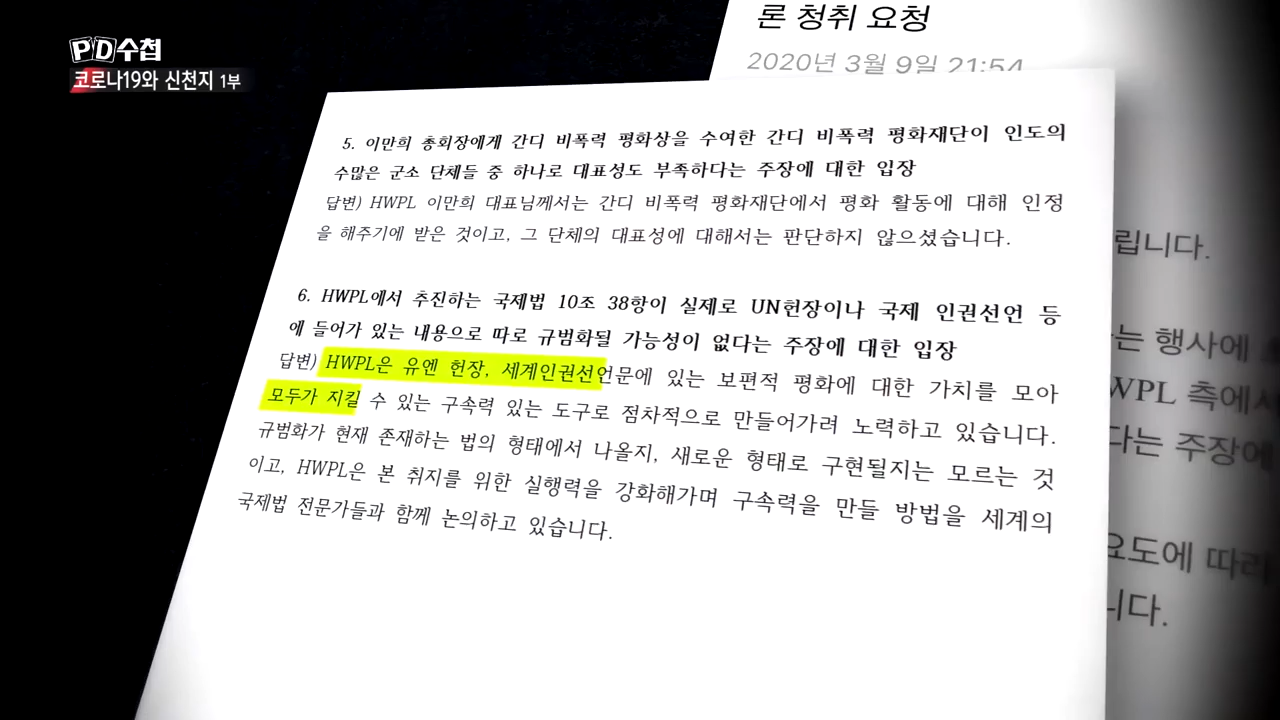 PD수첩
코로나19와 신천지 1부
론 청취 요청
2020년 3월 9일 21:54
5. 이만희 총회장에게 간디 비폭력 평화상을 수여한 간디 비폭력 평화재단이 인도의
수많은 군소 단체들 중 하나로 대표성도 부족하다는 주장에 대한 입장
답변) HWPL 이만희 대표님께서는 간디 비폭력 평화재단에서 평화 활동에 대해 인정
을 해주기에 받은 것이고, 그 단체의 대표성에 대해서는 판단하지 않으셨습니다.
6. HWPL에서 추진하는 국제법 10조 38항이 실제로 UN헌장이나 국제 인권선언 등
에 들어가 있는 내용으로 따로 규범화될 가능성이 없다는 주장에 대한 입장
답변) HWPL은 유엔 헌장, 세계인권선언문에 있는 보편적 평화에 대한 가치를 모아
모두가 지킬 수 있는 구속력 있는 도구로 점차적으로 만들어가려 노력하고 있습니다.
규범화가 현재 존재하는 법의 형태에서 나올지, 새로운 형태로 구현될지는 모르는 것
이고, HWPL은 본 취지를 위한 실행력을 강화해가며 구속력을 만들 방법을 세계의
국제법 전문가들과 함께 논의하고 있습니다.
립니다.
는 행사에
WPL 측에서
다는 주장에
요도에 따라
니다.